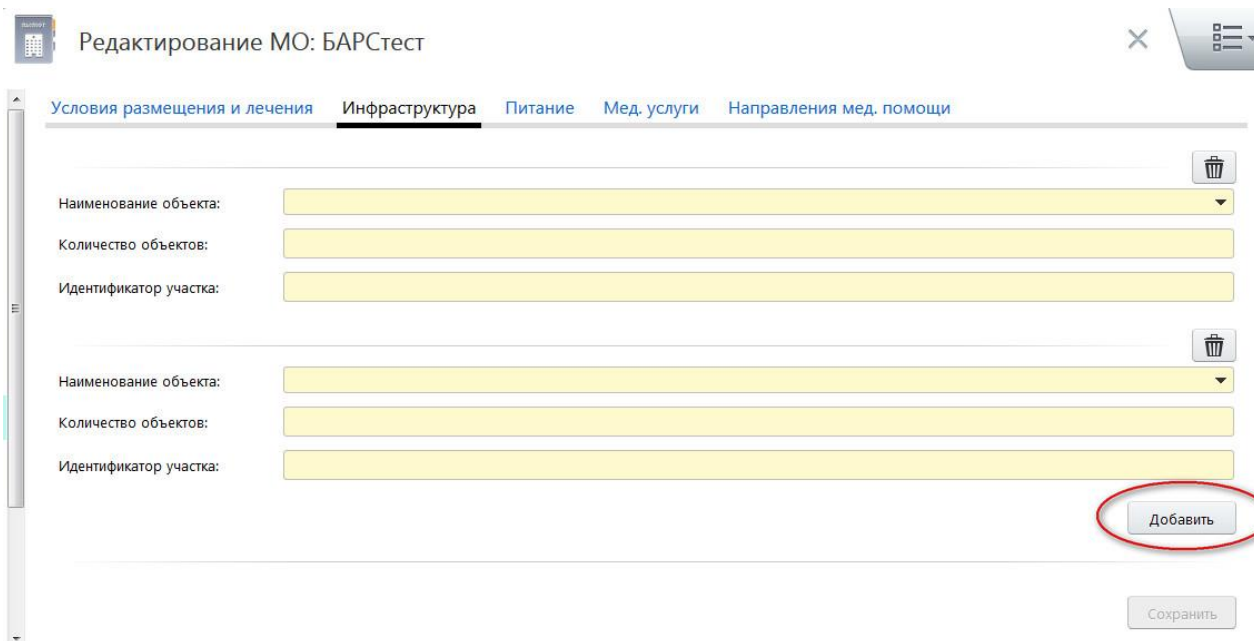 ПАСПОРТ
Редактирование МО: БАРСтест
Условия размещения и лечения Инфраструктура Питание Мед. услуги Направления мед. помощи
Наименование объекта:
Количество объектов:
Идентификатор участка:
Наименование объекта:
Количество объектов:
Идентификатор участка:
Добавить
Сохранить